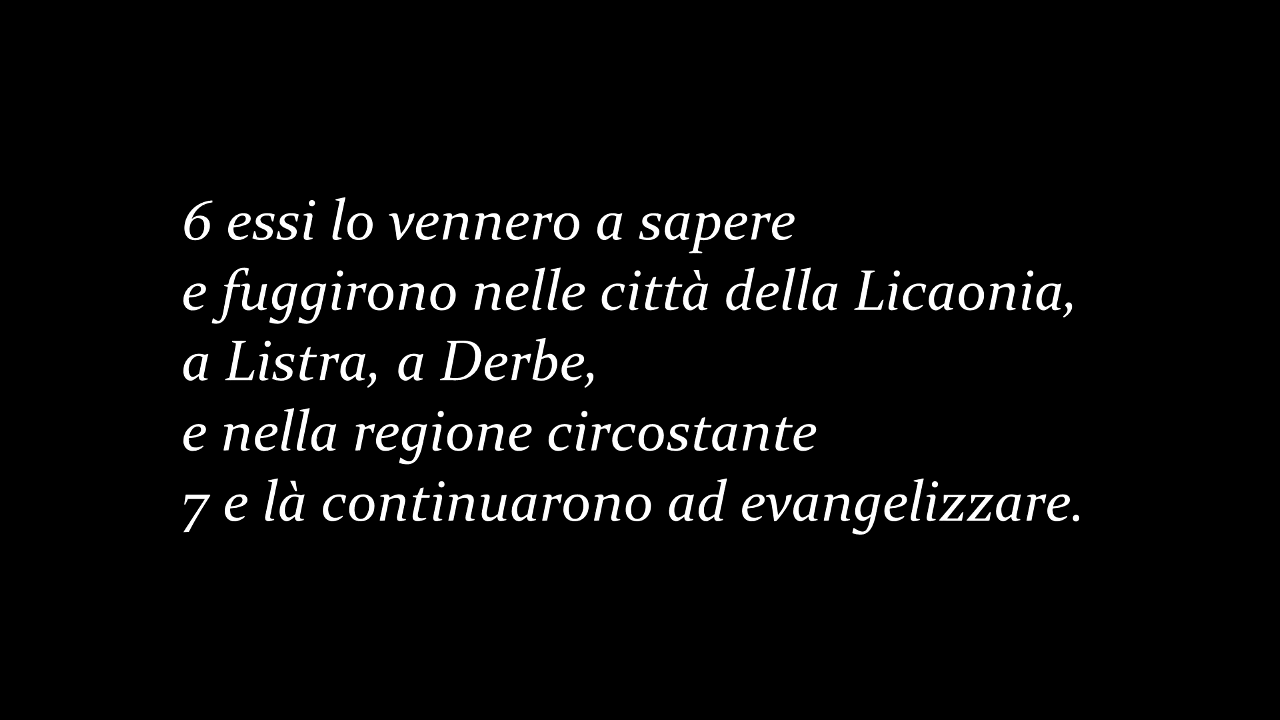 6 essi lo vennero a sapere
e fuggirono nelle città della Licaonia,
a Listra, a Derbe,
e nella regione circostante
7 e là continuarono ad evangelizzare.